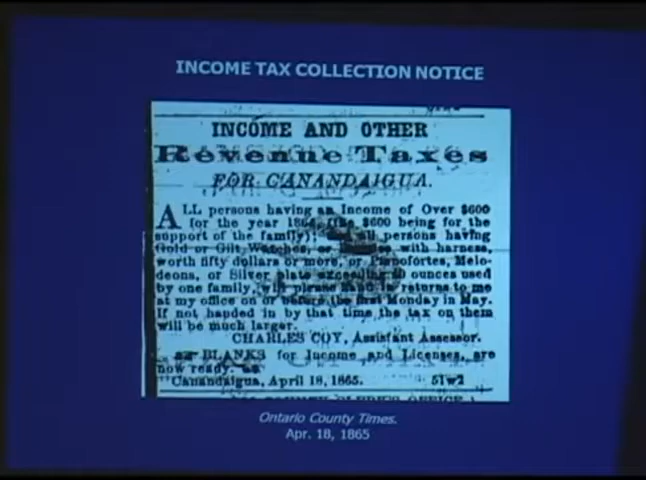 INCOME TAX COLLECTION NOTICE
INCOME AND OTHER
Revenue Taxes
FOR CANANDAIGUA.
ALL persons having an Income of Over $600
for the year 1864, (the $600 being for the
support of the family); and all persons having
Gold or Gilt Watches, or with harness,
worth fifty dollars or more, or Pianofortes, Melo-
deons, or Silver plate exceeding 40 ounces used
by one family, will please hand in returns to me
at my office on or before the first Monday in May.
If not handed in by that time the tax on them
will be much larger.
CHARLES COY, Assistant Assessor.
BLANKS for Income and Licenses, are
now ready.
Canandaigua, April 18, 1865. 51w2
Ontario County Times.
Apr. 18, 1865